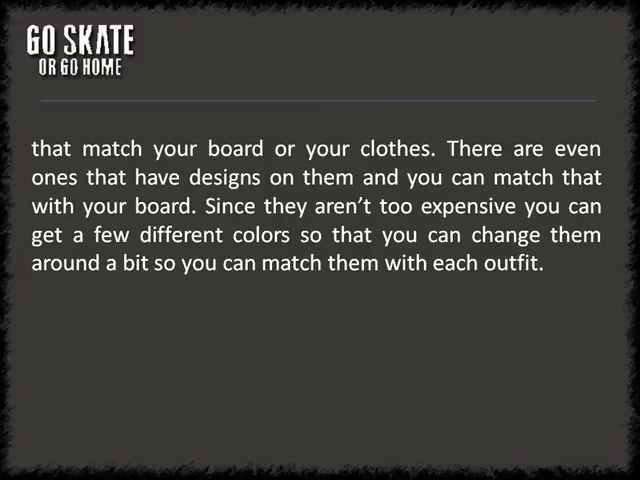 GO SKATE
OR GO HOME
that match your board or your clothes. There are even
ones that have designs on them and you can match that
with your board. Since they aren’t too expensive you can
get a few different colors so that you can change them
around a bit so you can match them with each outfit.